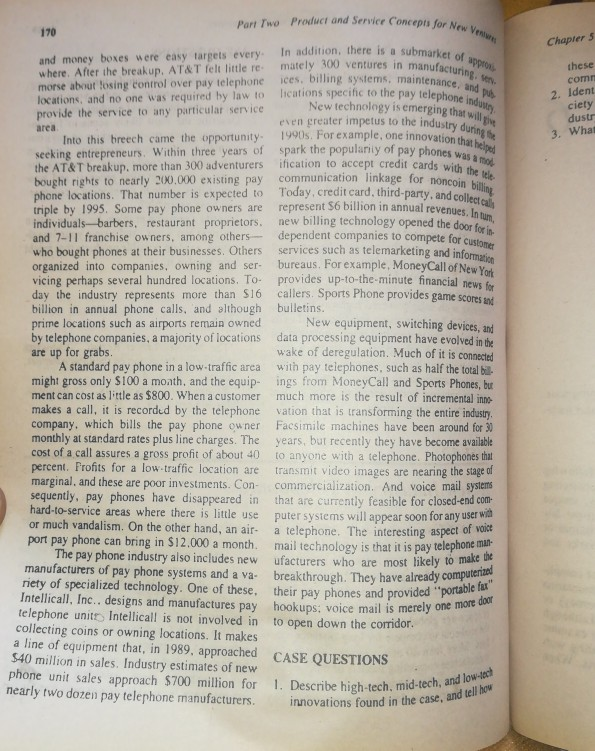 170
Part Two Product and Service Concepts for New Ventures
and money boxes were easy targets every-
where. After the breakup, AT&T felt little re-
morse about losing control over pay telephone
locations, and no one was required by law to
provide the service to any particular service
area.
Into this breech came the opportunity-
seeking entrepreneurs. Within three years of
the AT&T breakup, more than 300 adventurers
bought rights to nearly 200,000 existing pay
phone locations. That number is expected to
triple by 1995. Some pay phone owners are
individuals—barbers, restaurant proprietors,
and 7-11 franchise owners, among others—
who bought phones at their businesses. Others
organized into companies, owning and ser-
vicing perhaps several hundred locations. To-
day the industry represents more than $16
billion in annual phone calls, and although
prime locations such as airports remain owned
by telephone companies, a majority of locations
are up for grabs.
A standard pay phone in a low-traffic area
might gross only $100 a month, and the equip-
ment can cost as little as $800. When a customer
makes a call, it is recorded by the telephone
company, which bills the pay phone owner
monthly at standard rates plus line charges. The
cost of a call assures a gross profit of about 40
percent. Profits for a low-traffic location are
marginal, and these are poor investments. Con-
sequently, pay phones have disappeared in
hard-to-service areas where there is little use
or much vandalism. On the other hand, an air-
port pay phone can bring in $12,000 a month.
The pay phone industry also includes new
manufacturers of pay phone systems and a va-
riety of specialized technology. One of these,
Intellicall, Inc., designs and manufactures pay
telephone units. Intellicall is not involved in
collecting coins or owning locations. It makes
a line of equipment that, in 1989, approached
$40 million in sales. Industry estimates of new
phone unit sales approach $700 million for
nearly two dozen pay telephone manufacturers.
In addition, there is a submarket of approxi-
mately 300 ventures in manufacturing, serv-
ices, billing systems, maintenance, and pub-
lications specific to the pay telephone industry.
New technology is emerging that will give
even greater impetus to the industry during the
1990s. For example, one innovation that helped
spark the popularity of pay phones was a mod-
ification to accept credit cards with the tele-
communication linkage for noncoin billing.
Today, credit card, third-party, and collect calls
represent $6 billion in annual revenues. In turn,
new billing technology opened the door for in-
dependent companies to compete for customer
services such as telemarketing and information
bureaus. For example, MoneyCall of New York
provides up-to-the-minute financial news for
callers. Sports Phone provides game scores and
bulletins.
New equipment, switching devices, and
data processing equipment have evolved in the
wake of deregulation. Much of it is connected
with pay telephones, such as half the total bill-
ings from MoneyCall and Sports Phones, but
much more is the result of incremental inno-
vation that is transforming the entire industry.
Facsimile machines have been around for 30
years, but recently they have become available
to anyone with a telephone. Photophones that
transmit video images are nearing the stage of
commercialization. And voice mail systems
that are currently feasible for closed-end com-
puter systems will appear soon for any user with
a telephone. The interesting aspect of voice
mail technology is that it is pay telephone man-
ufacturers who are most likely to make the
breakthrough. They have already computerized
their pay phones and provided "portable fax"
hookups; voice mail is merely one more door
to open down the corridor.
CASE QUESTIONS
1. Describe high-tech, mid-tech, and low-tech
innovations found in the case, and tell how
Chapter 5
these
comm
2. Ident
ciety
dustr
3. What